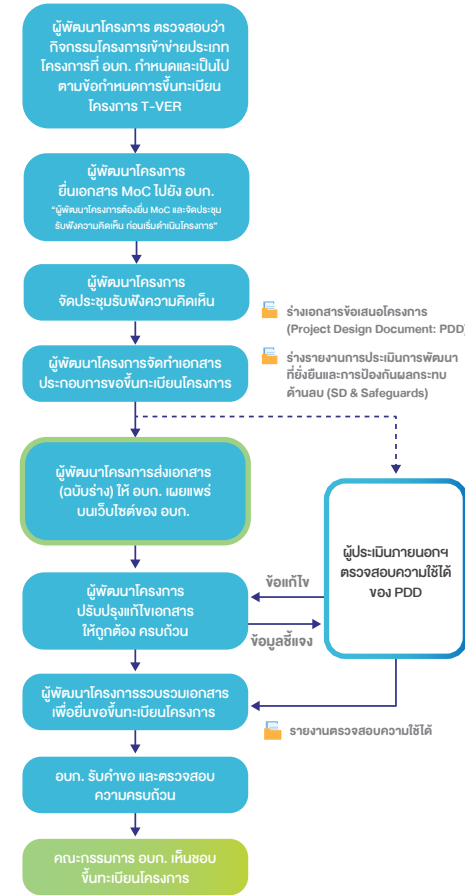 ผู้พัฒนาโครงการ ตรวจสอบว่า
กิจกรรมโครงการเข้าข่ายประเภท
โครงการที่ อบก. กำหนดและเป็นไป
ตามข้อกำหนดการขึ้นทะเบียน
โครงการ T-VER
ผู้พัฒนาโครงการ
ยื่นเอกสาร MoC ไปยัง อบก.
"ผู้พัฒนาโครงการต้องยื่น MoC และจัดประชุม
รับฟังความคิดเห็น ก่อนเริ่มดำเนินโครงการ"
ผู้พัฒนาโครงการ
จัดประชุมรับฟังความคิดเห็น
ร่างเอกสารข้อเสนอโครงการ
(Project Design Document: PDD)
ผู้พัฒนาโครงการจัดทำเอกสาร
ประกอบการขอขึ้นทะเบียนโครงการ
ร่างรายงานการประเมินการพัฒนา
ที่ยั่งยืนและการป้องกันผลกระทบ
ด้านลบ (SD & Safeguards)
ผู้พัฒนาโครงการส่งเอกสาร
(ฉบับร่าง) ให้ อบก. เผยแพร่
บนเว็บไซต์ของ อบก.
ผู้ประเมินภายนอกฯ
ตรวจสอบความใช้ได้
ของ PDD
ข้อแก้ไข
ผู้พัฒนาโครงการ
ปรับปรุงแก้ไขเอกสาร
ให้ถูกต้อง ครบถ้วน
ข้อมูลชี้แจง
ผู้พัฒนาโครงการรวบรวมเอกสาร
เพื่อยื่นขอขึ้นทะเบียนโครงการ
รายงานตรวจสอบความใช้ได้
อบก. รับคำขอ และตรวจสอบ
ความครบถ้วน
คณะกรรมการ อบก. เห็นชอบ
ขึ้นทะเบียนโครงการ